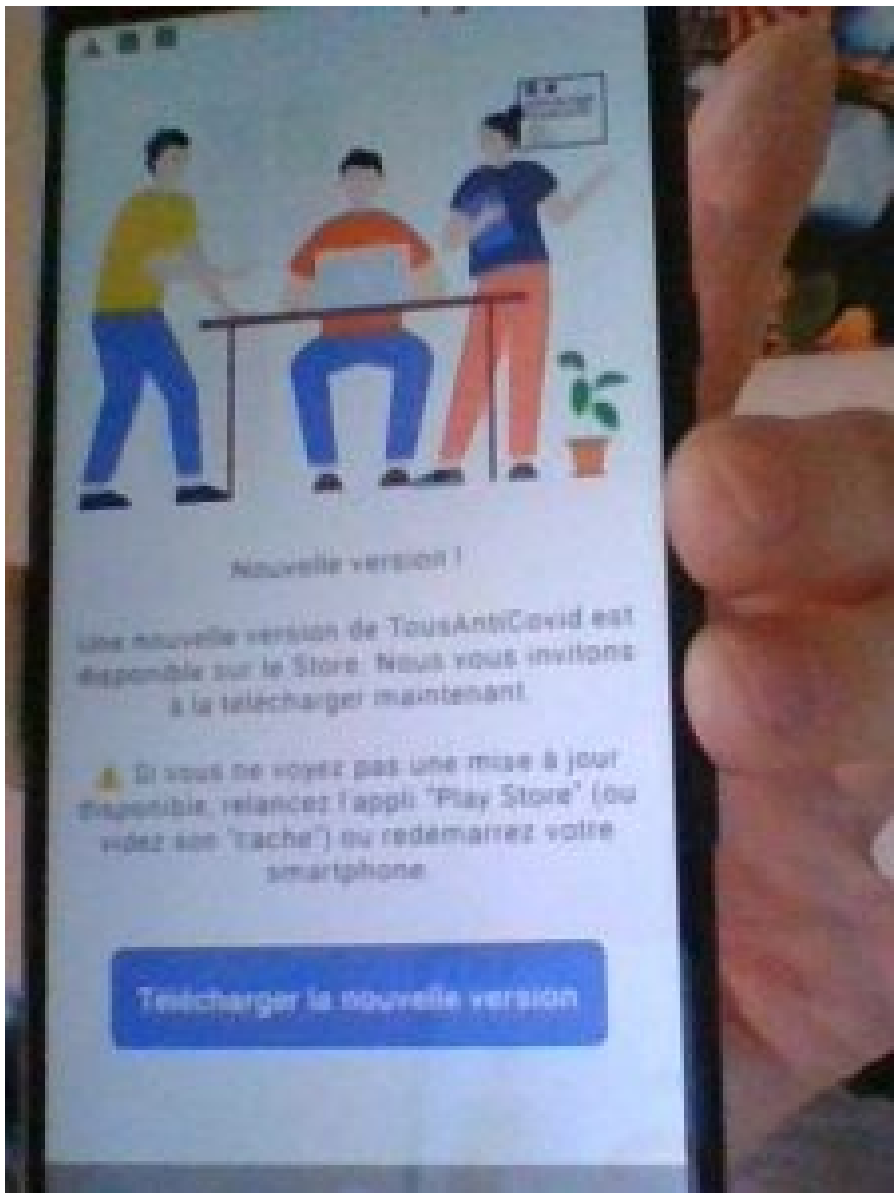 Nouvelle version !
Une nouvelle version de TousAntiCovid est
disponible sur le Store. Nous vous invitons
à la télécharger maintenant.
Si vous ne voyez pas une mise à jour
disponible, relancez l'appli "Play Store" (ou
videz son "cache") ou redémarrez votre
smartphone.
Télécharger la nouvelle version